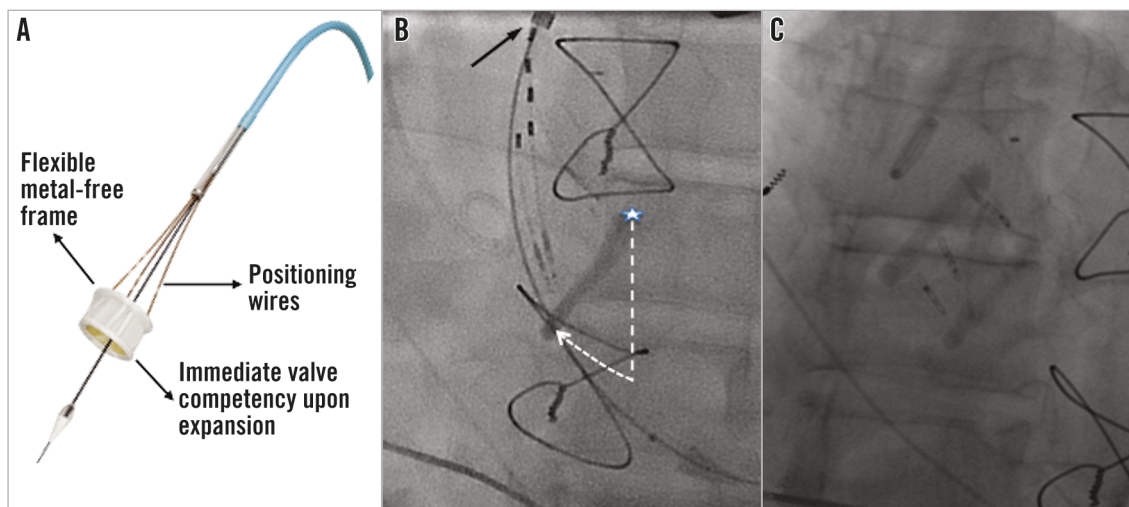 A
Flexible
metal-free
frame
Positioning
wires
Immediate valve
competency upon
expansion
B
C